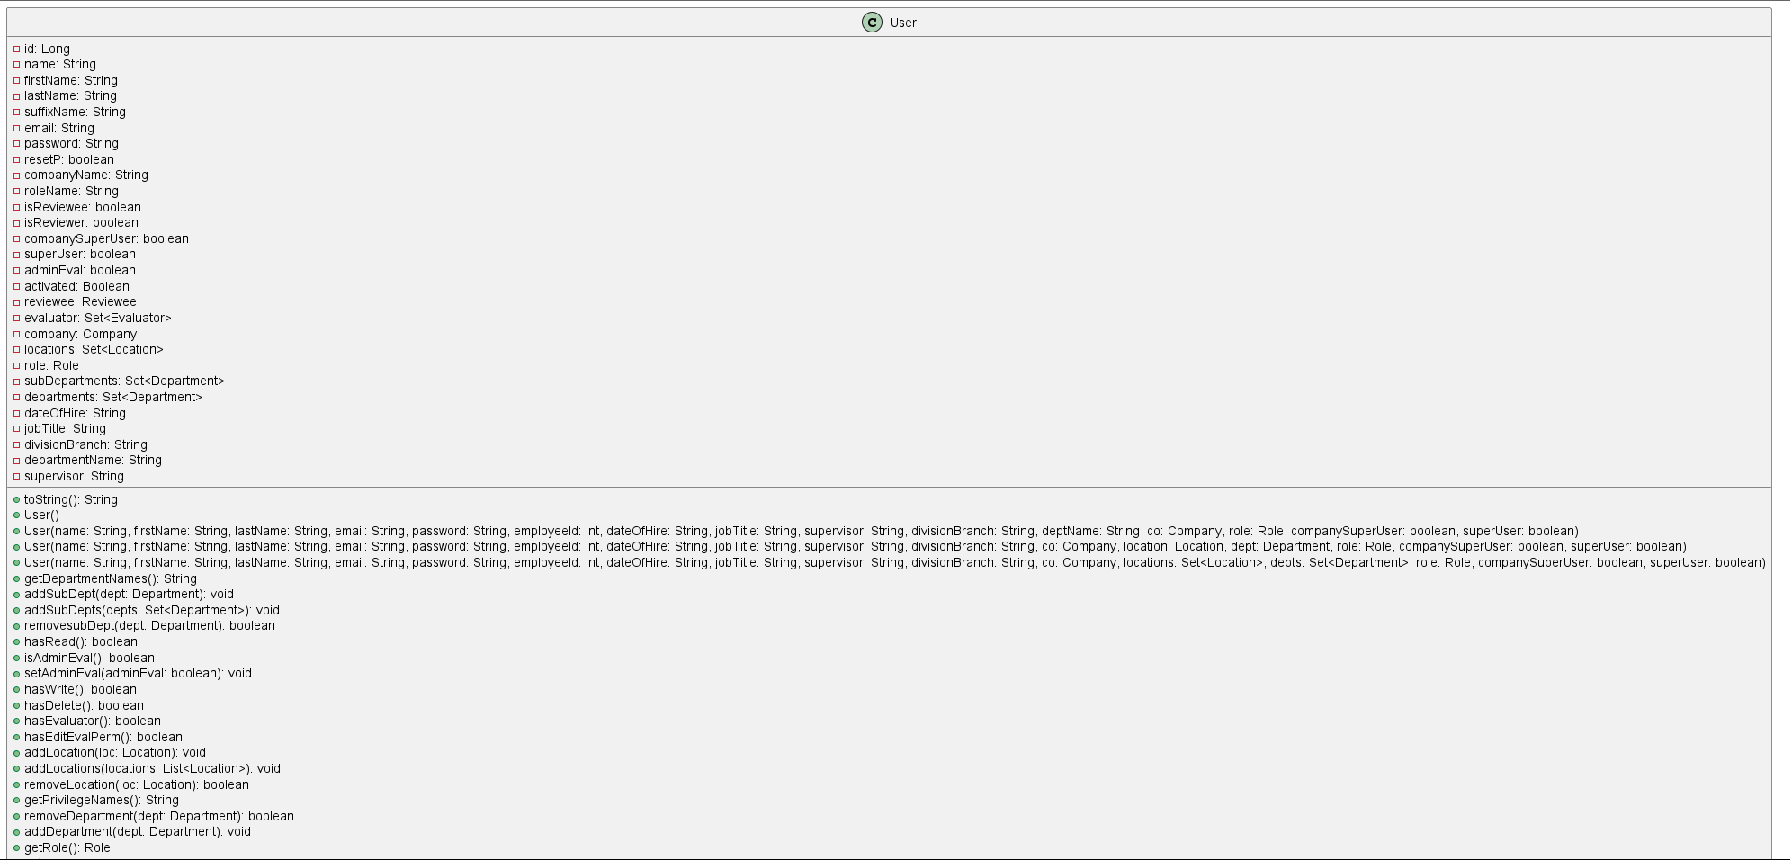 C User
id: Long
name: String
firstName: String
lastName: String
suffixName: String
email: String
password: String
resetP: boolean
companyName: String
roleName: String
isReviewee: boolean
isReviewer: boolean
companySuperUser: boolean
superUser: boolean
adminEval: boolean
activated: Boolean
reviewee: Reviewee
evaluator: Set<Evaluator>
company: Company
locations: Set<Location>
role: Role
subDepartments: Set<Department>
departments: Set<Department>
dateOfHire: String
jobTitle: String
divisionBranch: String
departmentName: String
supervisor: String
toString(): String
User()
User(name: String, firstName: String, lastName: String, email: String, password: String, employeeId: int, dateOfHire: String, jobTitle: String, supervisor: String, divisionBranch: String, deptName: String, co: Company, role: Role, companySuperUser: boolean, superUser: boolean)
User(name: String, firstName: String, lastName: String, email: String, password: String, employeeId: int, dateOfHire: String, jobTitle: String, supervisor: String, divisionBranch: String, co: Company, location: Location, dept: Department, role: Role, companySuperUser: boolean, superUser: boolean)
User(name: String, firstName: String, lastName: String, email: String, password: String, employeeId: int, dateOfHire: String, jobTitle: String, supervisor: String, divisionBranch: String, co: Company, locations: Set<Location>, depts: Set<Department>, role: Role, companySuperUser: boolean, superUser: boolean)
getDepartmentNames(): String
addSubDept(dept: Department): void
addSubDepts(depts: Set<Department>): void
removesubDept(dept: Department): boolean
hasRead(): boolean
isAdminEval(): boolean
setAdminEval(adminEval: boolean): void
hasWrite(): boolean
hasDelete(): boolean
hasEvaluator(): boolean
hasEditEvalPerm(): boolean
addLocation(loc: Location): void
addLocations(locations: List<Location>): void
removeLocation(loc: Location): boolean
getPrivilegeNames(): String
removeDepartment(dept: Department): boolean
addDepartment(dept: Department): void
getRole(): Role